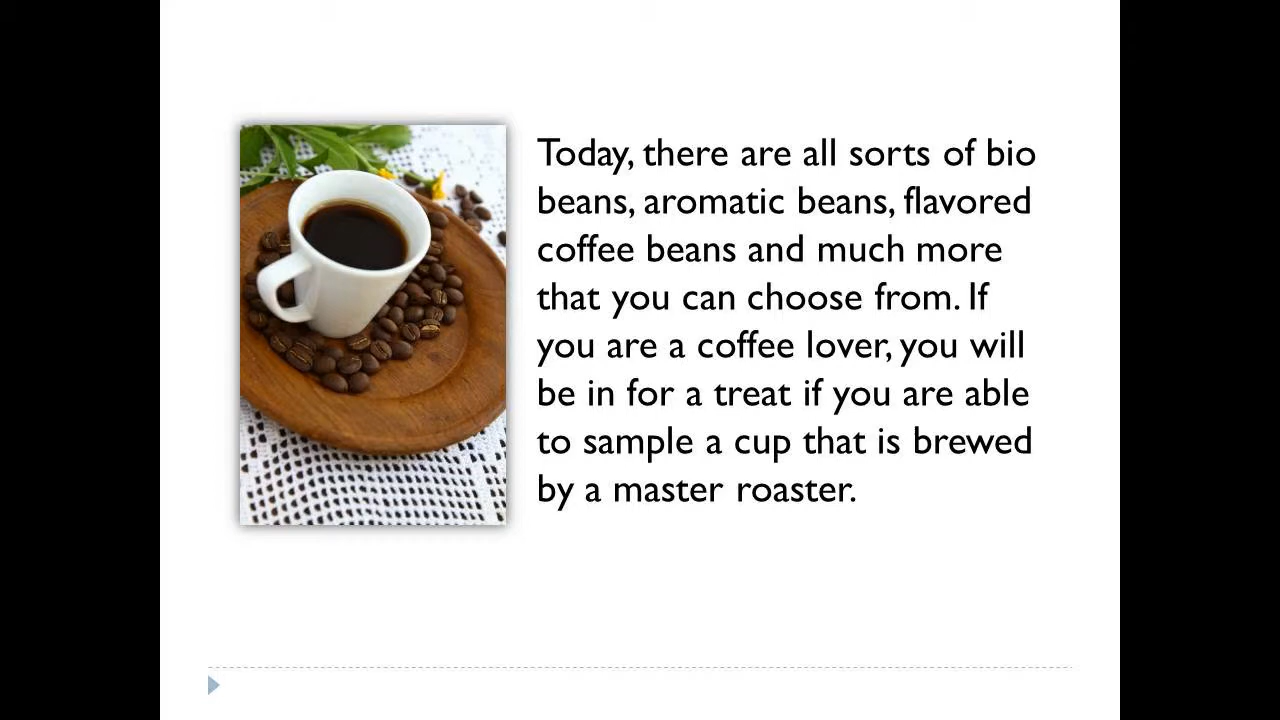 Today, there are all sorts of bio
beans, aromatic beans, flavored
coffee beans and much more
that you can choose from. If
you are a coffee lover, you will
be in for a treat if you are able
to sample a cup that is brewed
by a master roaster.